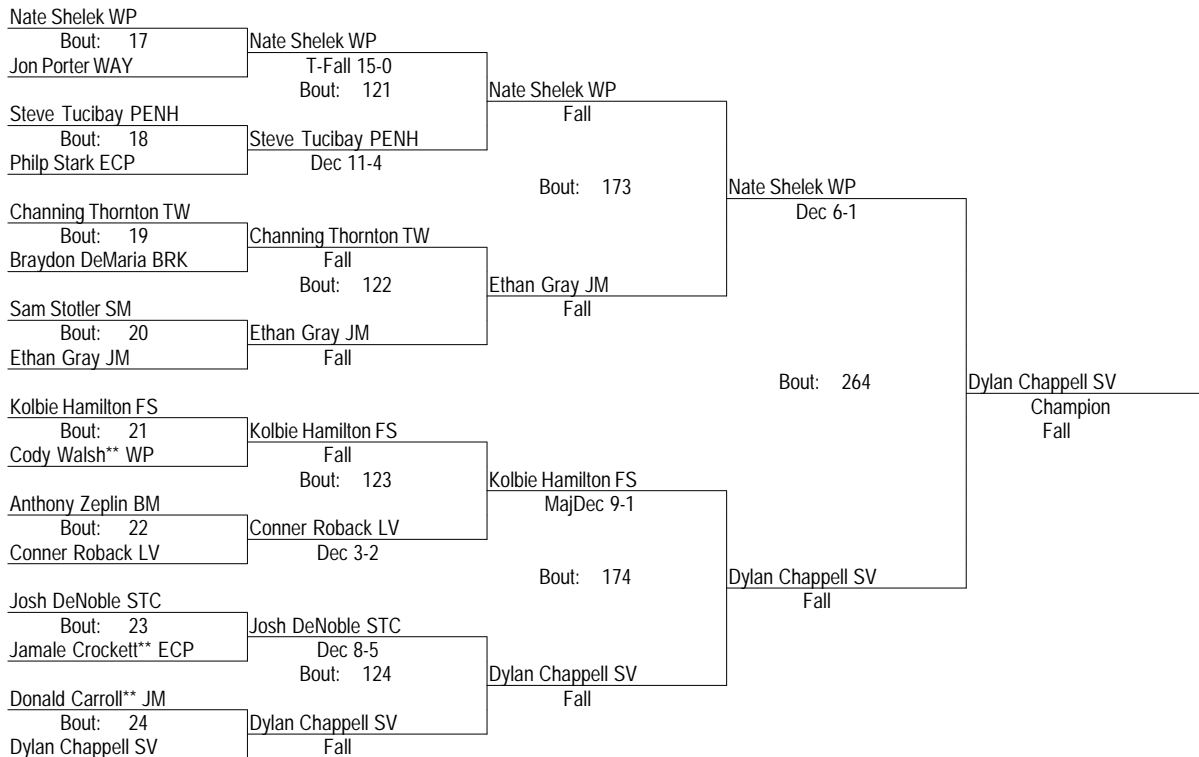 Nate Shelek WP
Bout: 17
Jon Porter WAY
Steve Tucibay PENH
Bout: 18
Philp Stark ECP
Channing Thornton TW
Bout: 19
Braydon DeMaria BRK
Sam Stotler SM
Bout: 20
Ethan Gray JM
Kolbie Hamilton FS
Bout: 21
Cody Walsh** WP
Anthony Zeplin BM
Bout: 22
Conner Roback LV
Josh DeNoble STC
Bout: 23
Jamale Crockett** ECP
Donald Carroll** JM
Bout: 24
Dylan Chappell SV
Nate Shelek WP
T-Fall 15-0
Bout: 121
Steve Tucibay PENH
Dec 11-4
Channing Thornton TW
Fall
Bout: 122
Ethan Gray JM
Fall
Kolbie Hamilton FS
Fall
Bout: 123
Conner Roback LV
Dec 3-2
Josh DeNoble STC
Dec 8-5
Bout: 124
Dylan Chappell SV
Fall
Nate Shelek WP
Fall
Bout: 173
Ethan Gray JM
Fall
Kolbie Hamilton FS
MajDec 9-1
Bout: 174
Dylan Chappell SV
Fall
Nate Shelek WP
Dec 6-1
Bout: 264
Dylan Chappell SV
Fall
Dylan Chappell SV
Champion
Fall